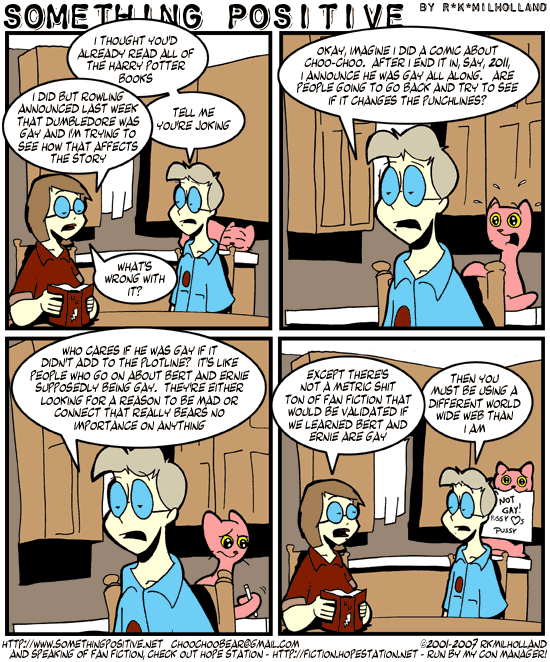 SOMETHING POSITIVE BY R*K*MILHOLLAND
I THOUGHT YOU'D
ALREADY READ ALL OF
THE HARRY POTTER
BOOKS
I DID BUT ROWLING
ANNOUNCED LAST WEEK
THAT DUMBLEDORE WAS
GAY AND I'M TRYING TO
SEE HOW THAT AFFECTS
THE STORY
TELL ME
YOU'RE JOKING
WHAT'S
WRONG WITH
IT?
OKAY, IMAGINE I DID A COMIC ABOUT
CHOO-CHOO. AFTER I END IT IN, SAY, 2011,
I ANNOUNCE HE WAS GAY ALL ALONG. ARE
PEOPLE GOING TO GO BACK AND TRY TO SEE
IF IT CHANGES THE PUNCHLINES?
WHO CARES IF HE WAS GAY IF IT
DIDN'T ADD TO THE PLOTLINE? IT'S LIKE
PEOPLE WHO GO ON ABOUT BERT AND ERNIE
SUPPOSEDLY BEING GAY. THEY'RE EITHER
LOOKING FOR A REASON TO BE MAD OR
CONNECT THAT REALLY BEARS NO
IMPORTANCE ON ANYTHING
EXCEPT THERE'S
NOT A METRIC SHIT
TON OF FAN FICTION THAT
WOULD BE VALIDATED IF
WE LEARNED BERT AND
ERNIE ARE GAY
THEN YOU
MUST BE USING A
DIFFERENT WORLD
WIDE WEB THAN
I AM
NOT
GAY!
PUSSY
HTTP://WWW.SOMETHINGPOSITIVE.NET CHOOCHOOBEAR@GMAIL.COM ©2001-2007 RKMILHOLLAND
AND SPEAKING OF FAN FICTION, CHECK OUT HOPE STATION - HTTP://FICTION.HOPESTATION.NET - RUN BY MY CON MANAGER!